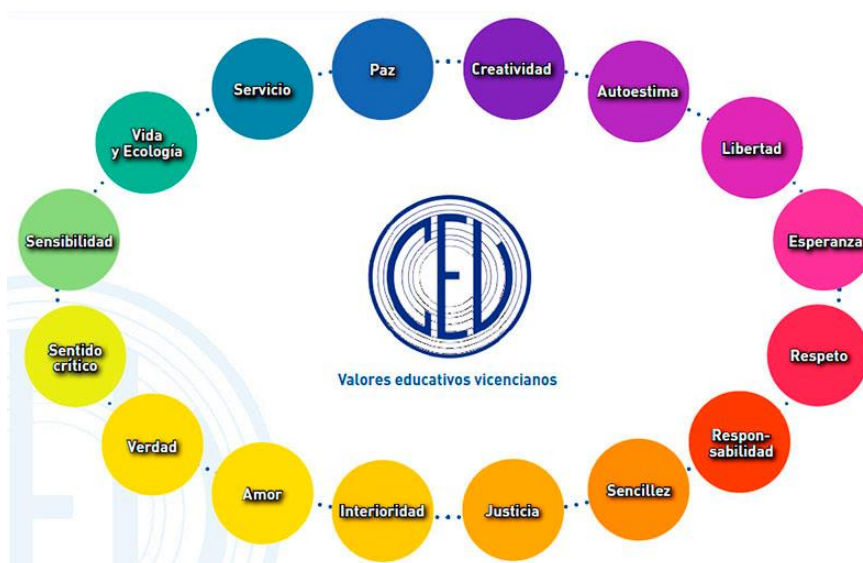 Paz
Creatividad
Autoestima
Libertad
Esperanza
Respeto
Respon-
sabilidad
Sencillez
Justicia
Interioridad
Amor
Verdad
Sentido
crítico
Sensibilidad
Vida
y Ecología
Servicio
CEV
Valores educativos vicencianos